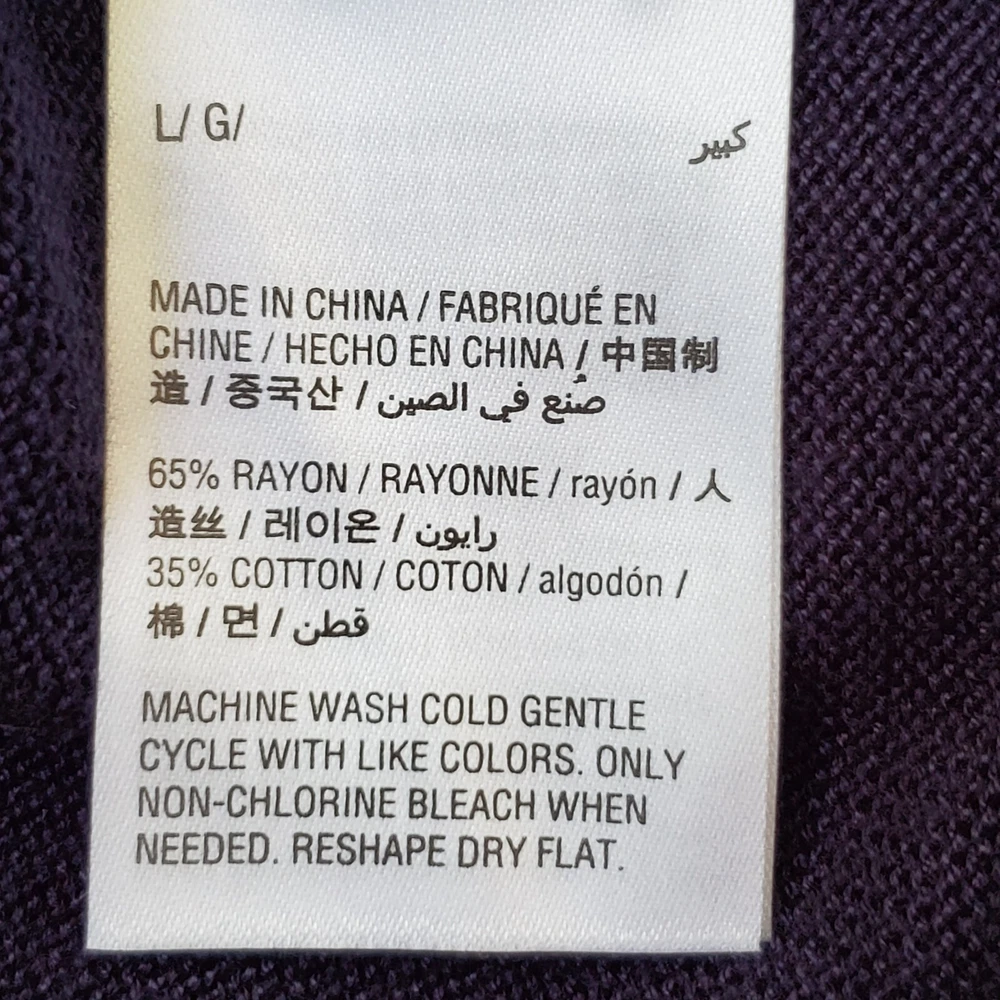 L/ G/ كبير
MADE IN CHINA / FABRIQUÉ EN
CHINE / HECHO EN CHINA / 中国制
造 / 중국산 / صُنع في الصين
65% RAYON / RAYONNE / rayón / 人
造丝 / 레이온 / رايون
35% COTTON / COTON / algodón /
棉 / 면 / قطن
MACHINE WASH COLD GENTLE
CYCLE WITH LIKE COLORS. ONLY
NON-CHLORINE BLEACH WHEN
NEEDED. RESHAPE DRY FLAT.